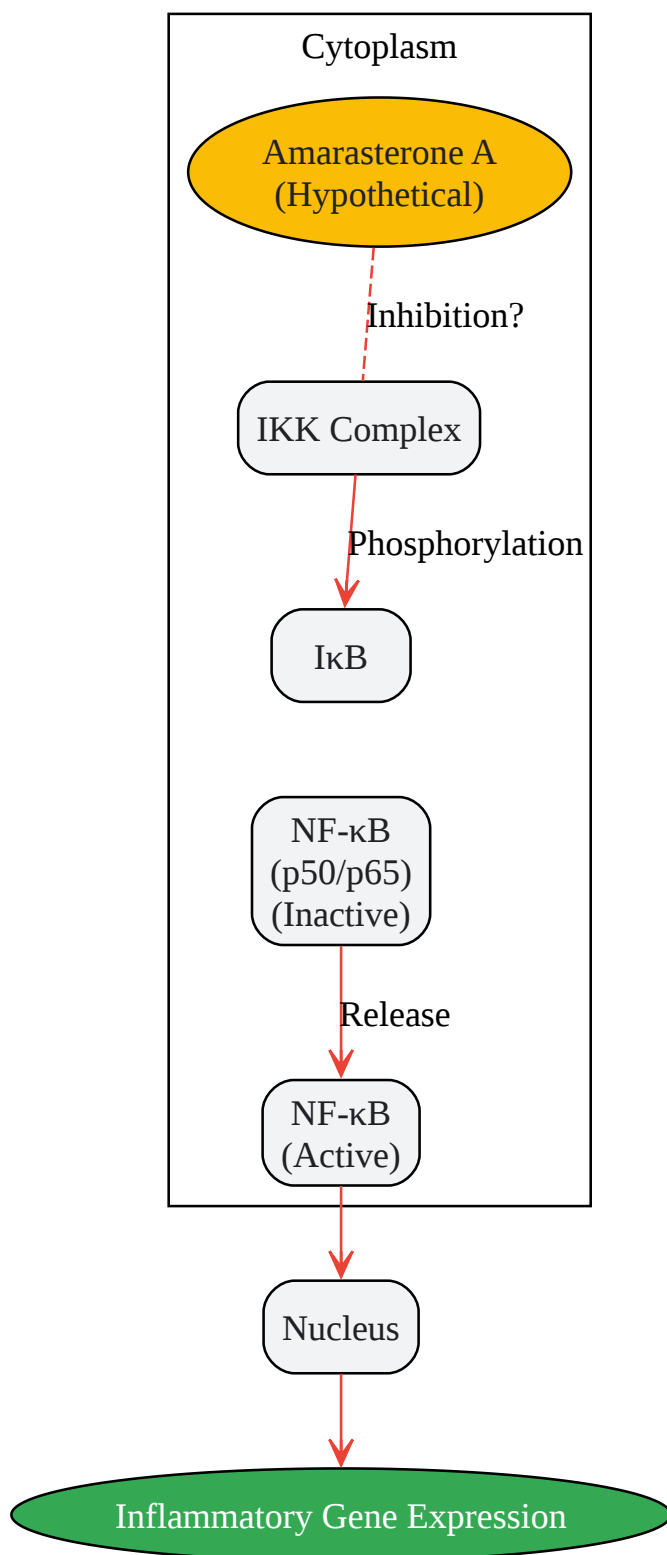 Cytoplasm
Amarasterone A
(Hypothetical)
Inhibition?
IKK Complex
Phosphorylation
IκB
NF-κB
(p50/p65)
(Inactive)
Release
NF-κB
(Active)
Nucleus
Inflammatory Gene Expression